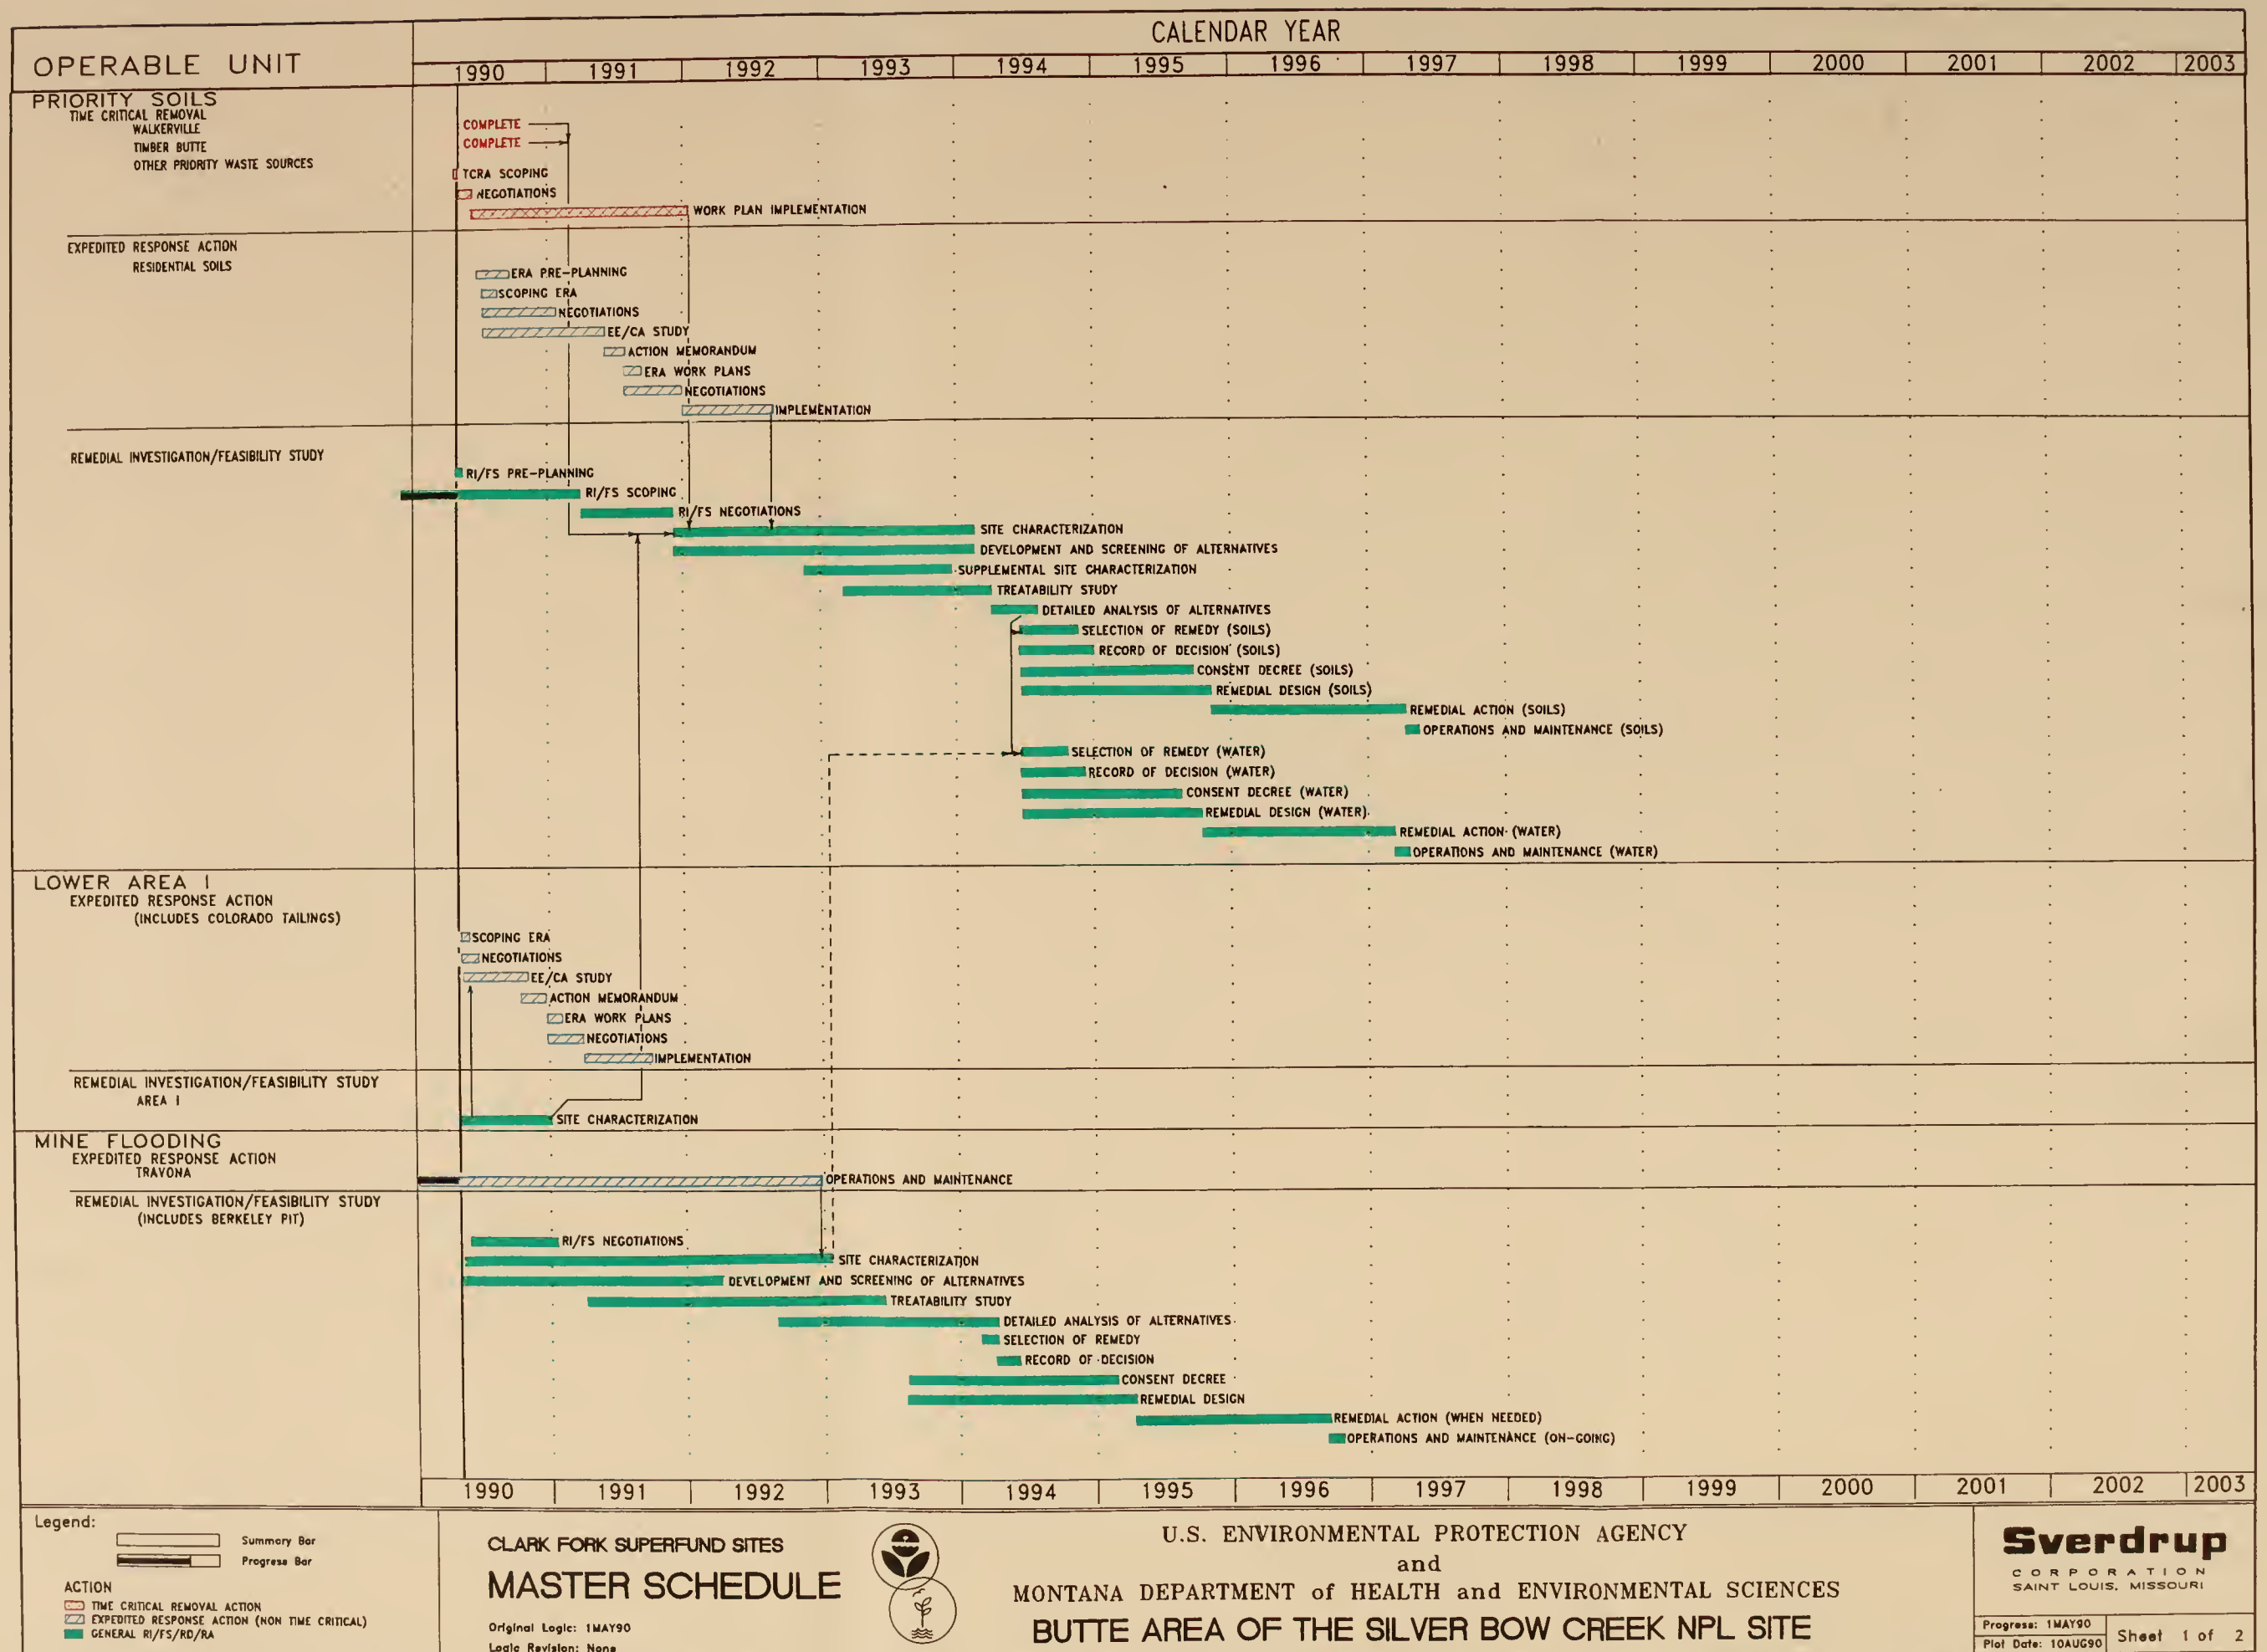 CALENDAR YEAR
OPERABLE UNIT
1990 1991 1992 1993 1994 1995 1996 1997 1998 1999 2000 2001 2002 2003
PRIORITY SOILS
TIME CRITICAL REMOVAL
WALKERVILLE COMPLETE
TIMBER BUTTE COMPLETE
OTHER PRIORITY WASTE SOURCES
TCRA SCOPING
NEGOTIATIONS
WORK PLAN IMPLEMENTATION
EXPEDITED RESPONSE ACTION
RESIDENTIAL SOILS
ERA PRE-PLANNING
SCOPING ERA
NEGOTIATIONS
EE/CA STUDY
ACTION MEMORANDUM
ERA WORK PLANS
NEGOTIATIONS
IMPLEMENTATION
REMEDIAL INVESTIGATION/FEASIBILITY STUDY
RI/FS PRE-PLANNING
RI/FS SCOPING
RI/FS NEGOTIATIONS
SITE CHARACTERIZATION
DEVELOPMENT AND SCREENING OF ALTERNATIVES
SUPPLEMENTAL SITE CHARACTERIZATION
TREATABILITY STUDY
DETAILED ANALYSIS OF ALTERNATIVES
SELECTION OF REMEDY (SOILS)
RECORD OF DECISION (SOILS)
CONSENT DECREE (SOILS)
REMEDIAL DESIGN (SOILS)
REMEDIAL ACTION (SOILS)
OPERATIONS AND MAINTENANCE (SOILS)
SELECTION OF REMEDY (WATER)
RECORD OF DECISION (WATER)
CONSENT DECREE (WATER)
REMEDIAL DESIGN (WATER)
REMEDIAL ACTION (WATER)
OPERATIONS AND MAINTENANCE (WATER)
LOWER AREA I
EXPEDITED RESPONSE ACTION
(INCLUDES COLORADO TAILINGS)
SCOPING ERA
NEGOTIATIONS
EE/CA STUDY
ACTION MEMORANDUM
ERA WORK PLANS
NEGOTIATIONS
IMPLEMENTATION
REMEDIAL INVESTIGATION/FEASIBILITY STUDY
AREA I
SITE CHARACTERIZATION
MINE FLOODING
EXPEDITED RESPONSE ACTION
TRAVONA
OPERATIONS AND MAINTENANCE
REMEDIAL INVESTIGATION/FEASIBILITY STUDY
(INCLUDES BERKELEY PIT)
RI/FS NEGOTIATIONS
SITE CHARACTERIZATION
DEVELOPMENT AND SCREENING OF ALTERNATIVES
TREATABILITY STUDY
DETAILED ANALYSIS OF ALTERNATIVES
SELECTION OF REMEDY
RECORD OF DECISION
CONSENT DECREE
REMEDIAL DESIGN
REMEDIAL ACTION (WHEN NEEDED)
OPERATIONS AND MAINTENANCE (ON-GOING)
1990 1991 1992 1993 1994 1995 1996 1997 1998 1999 2000 2001 2002 2003
Legend:
Summary Bar
Progress Bar
ACTION
TIME CRITICAL REMOVAL ACTION
EXPEDITED RESPONSE ACTION (NON TIME CRITICAL)
GENERAL RI/FS/RD/RA
CLARK FORK SUPERFUND SITES
MASTER SCHEDULE
Original Logic: 1MAY90
Logic Revision: None
U.S. ENVIRONMENTAL PROTECTION AGENCY
and
MONTANA DEPARTMENT of HEALTH and ENVIRONMENTAL SCIENCES
BUTTE AREA OF THE SILVER BOW CREEK NPL SITE
Sverdrup
CORPORATION
SAINT LOUIS, MISSOURI
Progress: 1MAY90
Plot Date: 10AUG90
Sheet 1 of 2